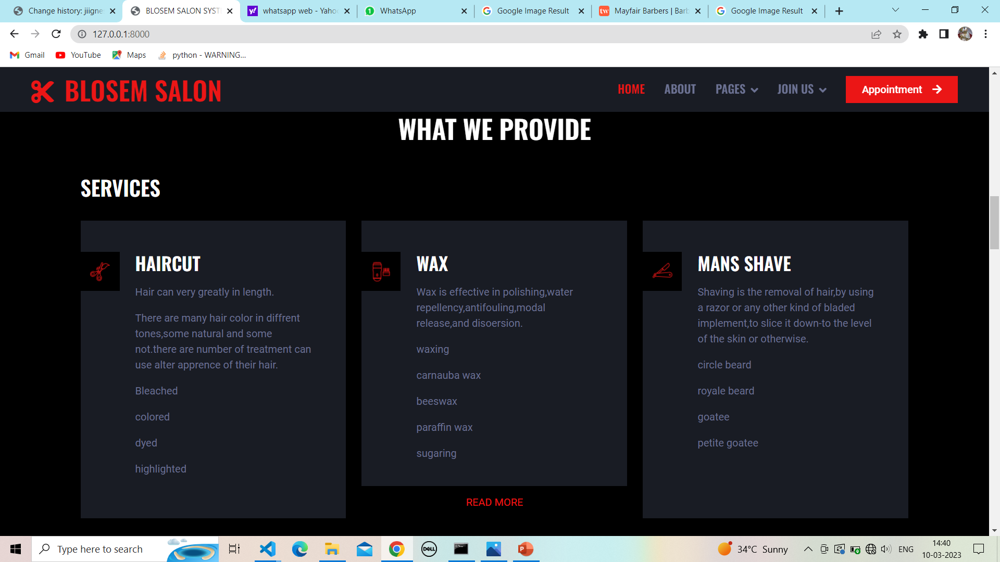 Change history: jiigne
BLOSEM SALON SYST
whatsapp web - Yaho
WhatsApp
Google Image Result
Mayfair Barbers | Barb
Google Image Result
127.0.0.1:8000
Gmail
YouTube
Maps
python - WARNING...
BLOSEM SALON
HOME
ABOUT
PAGES
JOIN US
Appointment
WHAT WE PROVIDE
SERVICES
HAIRCUT
Hair can very greatly in length.
There are many hair color in diffrent
tones,some natural and some
not.there are number of treatment can
use alter apprence of their hair.
Bleached
colored
dyed
highlighted
WAX
Wax is effective in polishing,water
repellency,antifouling,modal
release,and disoersion.
waxing
carnauba wax
beeswax
paraffin wax
sugaring
READ MORE
MANS SHAVE
Shaving is the removal of hair,by using
a razor or any other kind of bladed
implement,to slice it down-to the level
of the skin or otherwise.
circle beard
royale beard
goatee
petite goatee
Type here to search
DELL
34°C Sunny
ENG
14:40
10-03-2023